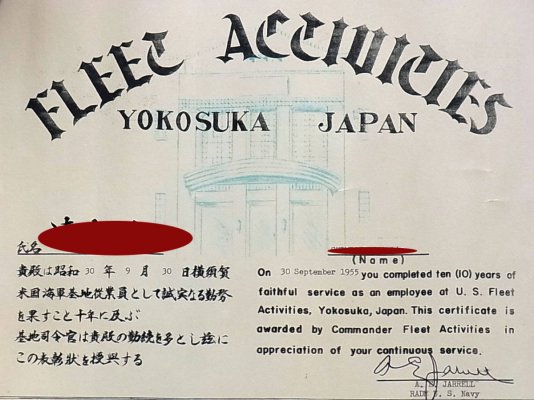 FLEET ACTIVITIES
YOKOSUKA JAPAN
氏名
(Name)
貴殿は昭和 30 年 9 月 30 日横須賀
米国海軍基地従業員として誠実なる勤務
を果すこと十年に及ぶ
基地司令官は貴殿の勤続を多とし茲に
この表彰状を授与する
On 30 September 1955 you completed ten (10) years of
faithful service as an employee at U. S. Fleet
Activities, Yokosuka, Japan. This certificate is
awarded by Commander Fleet Activities in
appreciation of your continuous service.
A. E. Jarrell
A. E. JARRELL
RADM U. S. Navy